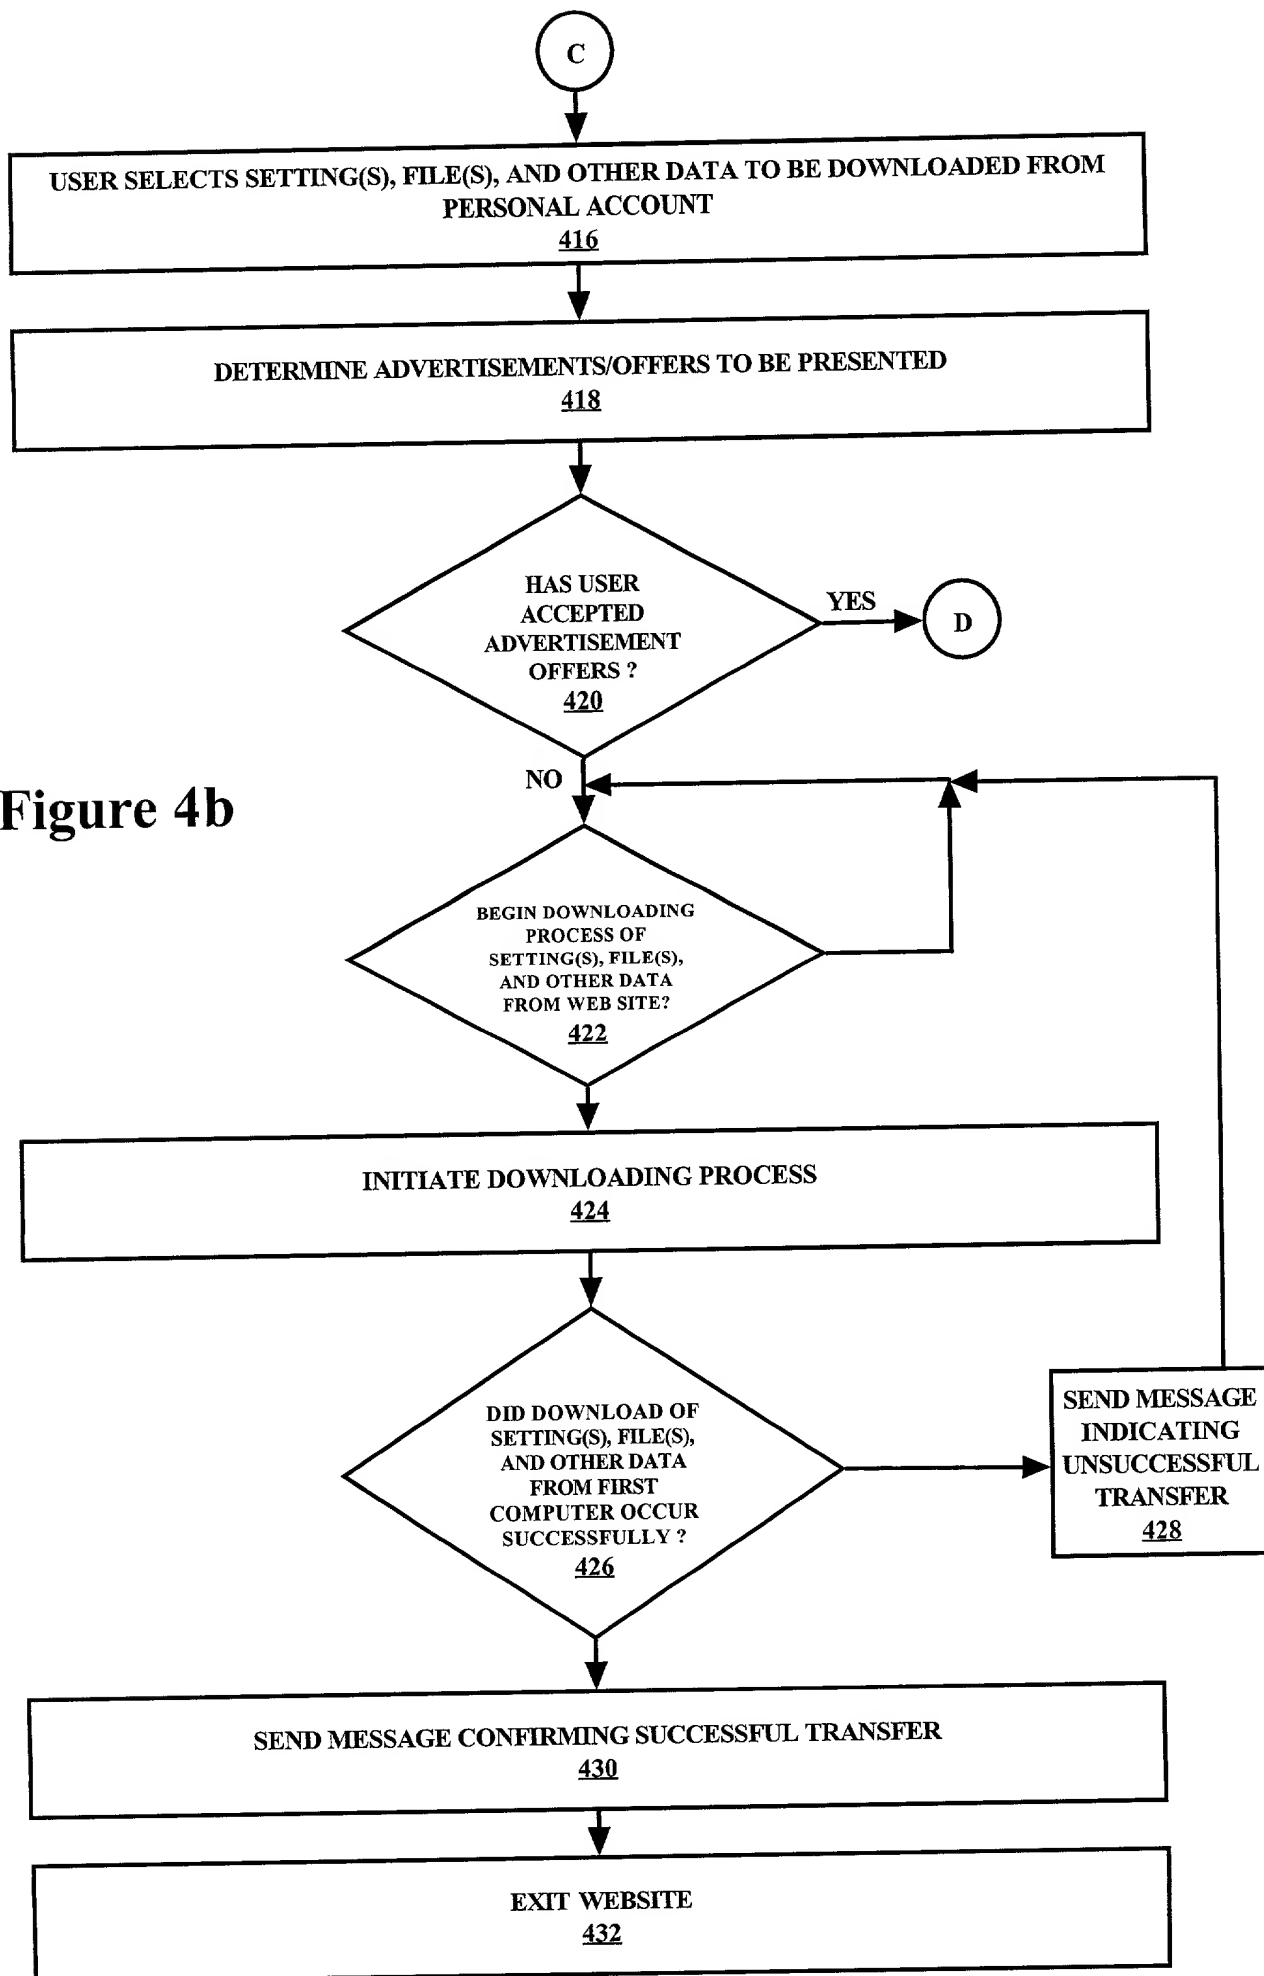 C
USER SELECTS SETTING(S), FILE(S), AND OTHER DATA TO BE DOWNLOADED FROM
PERSONAL ACCOUNT
416
DETERMINE ADVERTISEMENTS/OFFERS TO BE PRESENTED
418
HAS USER
ACCEPTED
ADVERTISEMENT
OFFERS ?
420
YES
D
NO
Figure 4b
BEGIN DOWNLOADING
PROCESS OF
SETTING(S), FILE(S),
AND OTHER DATA
FROM WEB SITE?
422
INITIATE DOWNLOADING PROCESS
424
DID DOWNLOAD OF
SETTING(S), FILE(S),
AND OTHER DATA
FROM FIRST
COMPUTER OCCUR
SUCCESSFULLY ?
426
SEND MESSAGE
INDICATING
UNSUCCESSFUL
TRANSFER
428
SEND MESSAGE CONFIRMING SUCCESSFUL TRANSFER
430
EXIT WEBSITE
432